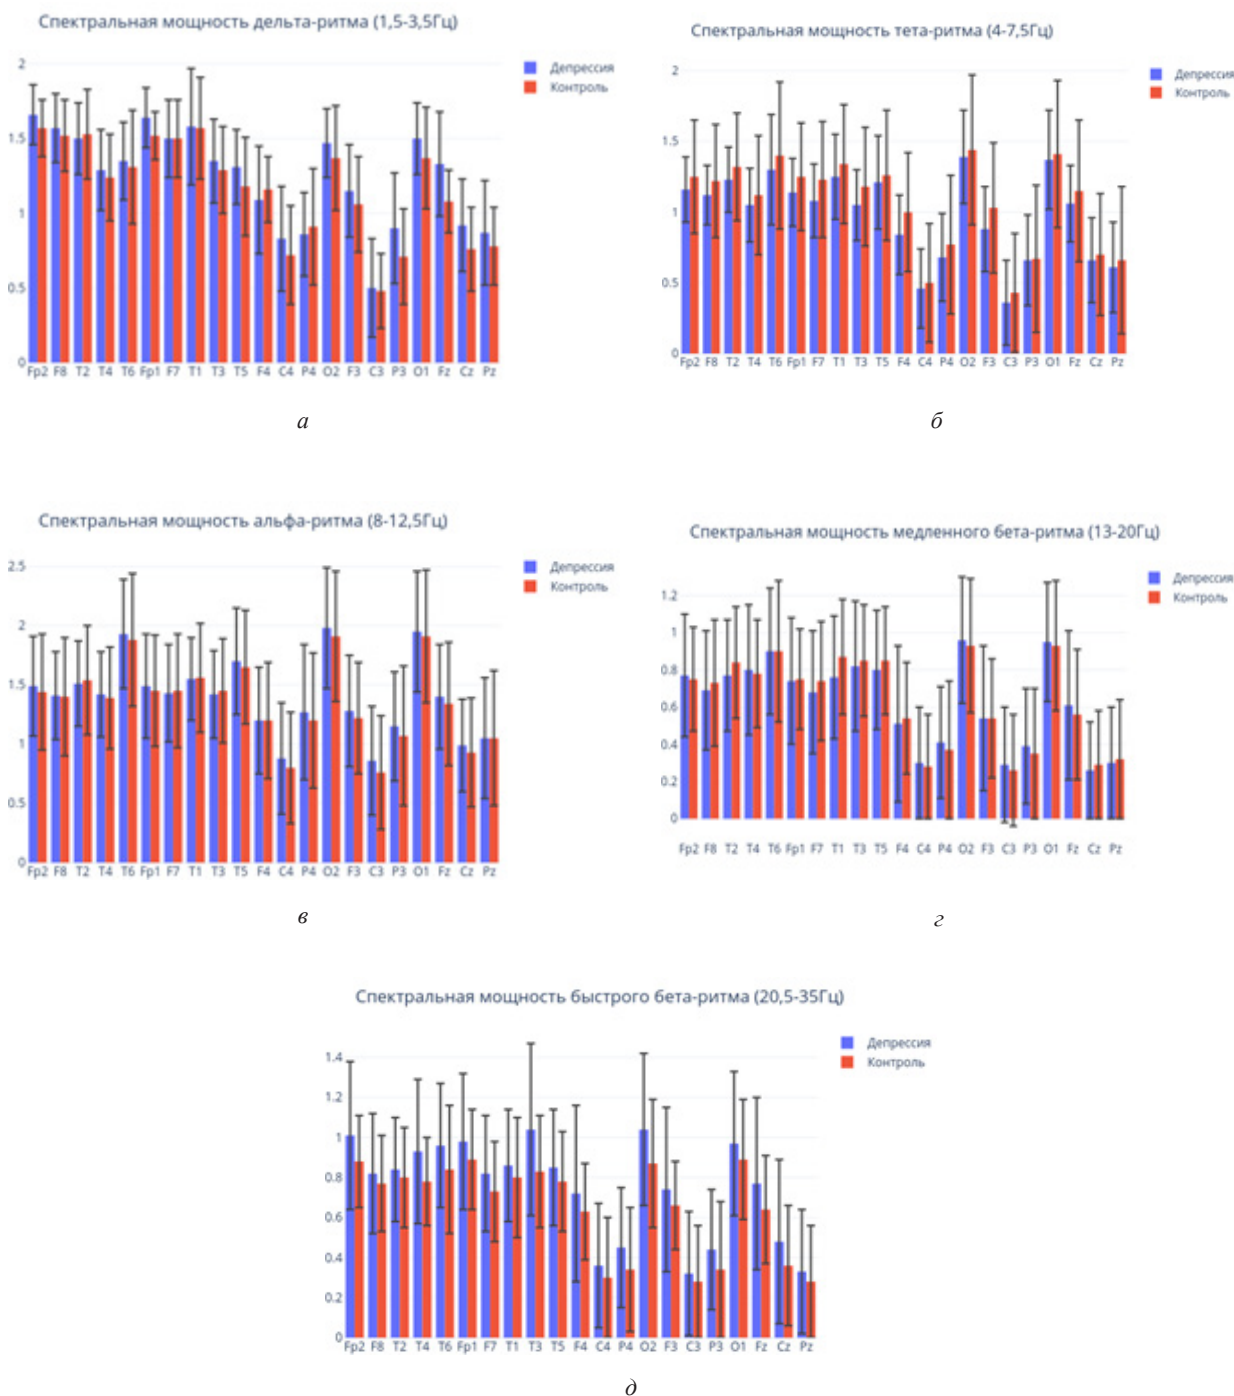 Спектральная мощность дельта-ритма (1,5-3,5Гц)
Депрессия
Контроль
2
1.5
1
0.5
0
Fp2 F8 T2 T4 T6 Fp1 F7 T1 T3 T5 F4 C4 P4 O2 F3 C3 P3 O1 Fz Cz Pz
а
Спектральная мощность тета-ритма (4-7,5Гц)
Депрессия
Контроль
2
1.5
1
0.5
0
Fp2 F8 T2 T4 T6 Fp1 F7 T1 T3 T5 F4 C4 P4 O2 F3 C3 P3 O1 Fz Cz Pz
б
Спектральная мощность альфа-ритма (8-12,5Гц)
Депрессия
Контроль
2.5
2
1.5
1
0.5
0
Fp2 F8 T2 T4 T6 Fp1 F7 T1 T3 T5 F4 C4 P4 O2 F3 C3 P3 O1 Fz Cz Pz
в
Спектральная мощность медленного бета-ритма (13-20Гц)
Депрессия
Контроль
1.2
1
0.8
0.6
0.4
0.2
0
Fp2 F8 T2 T4 T6 Fp1 F7 T1 T3 T5 F4 C4 P4 O2 F3 C3 P3 O1 Fz Cz Pz
г
Спектральная мощность быстрого бета-ритма (20,5-35Гц)
Депрессия
Контроль
1.4
1.2
1
0.8
0.6
0.4
0.2
0
Fp2 F8 T2 T4 T6 Fp1 F7 T1 T3 T5 F4 C4 P4 O2 F3 C3 P3 O1 Fz Cz Pz
д